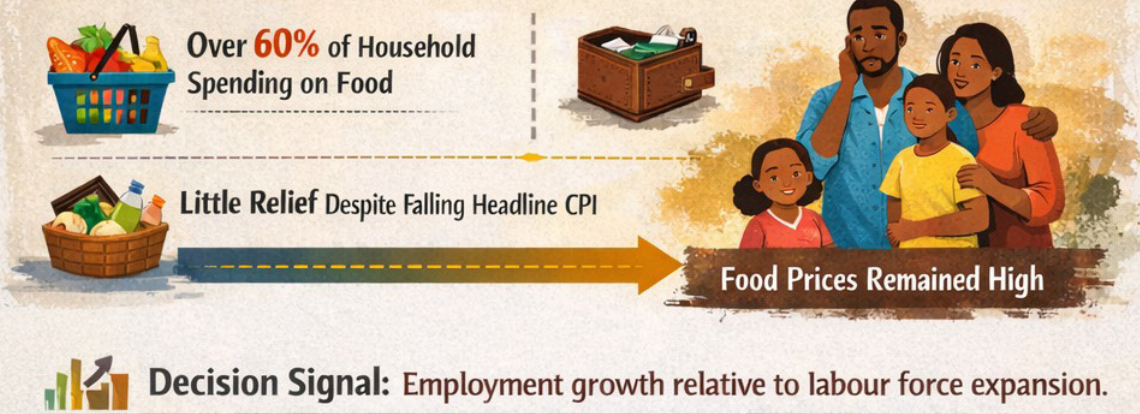 Over 60% of Household
Spending on Food
Little Relief Despite Falling Headline CPI
Food Prices Remained High
Decision Signal: Employment growth relative to labour force expansion.